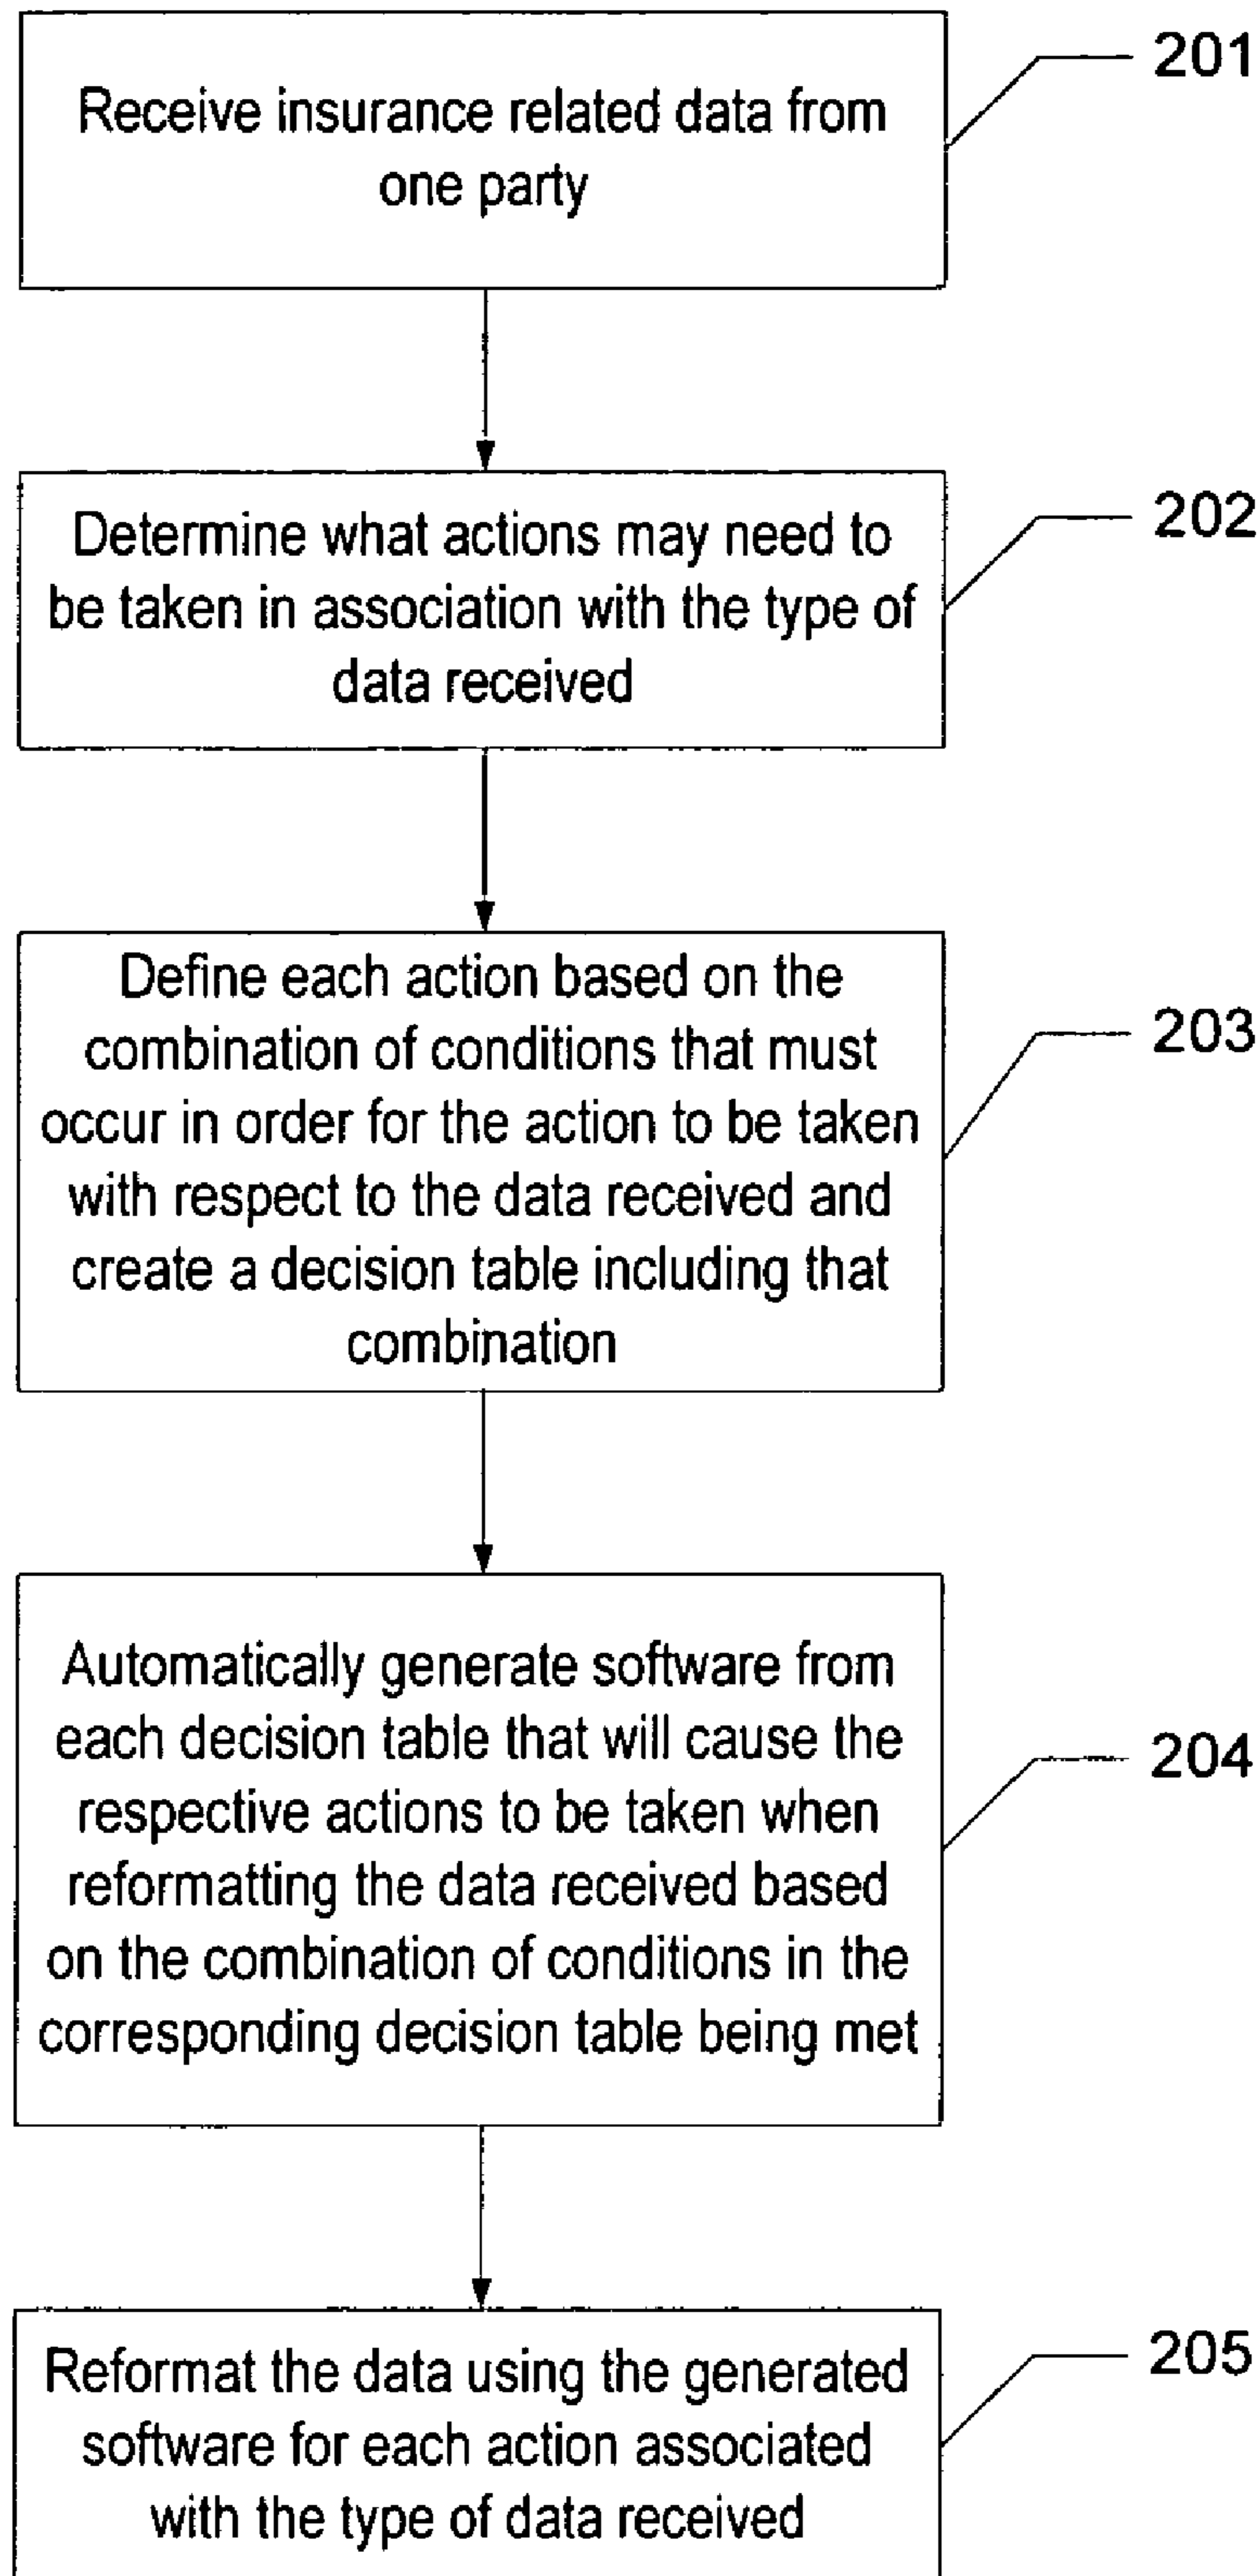 Receive insurance related data from
one party
201
Determine what actions may need to
be taken in association with the type of
data received
202
Define each action based on the
combination of conditions that must
occur in order for the action to be taken
with respect to the data received and
create a decision table including that
combination
203
Automatically generate software from
each decision table that will cause the
respective actions to be taken when
reformatting the data received based
on the combination of conditions in the
corresponding decision table being met
204
Reformat the data using the generated
software for each action associated
with the type of data received
205